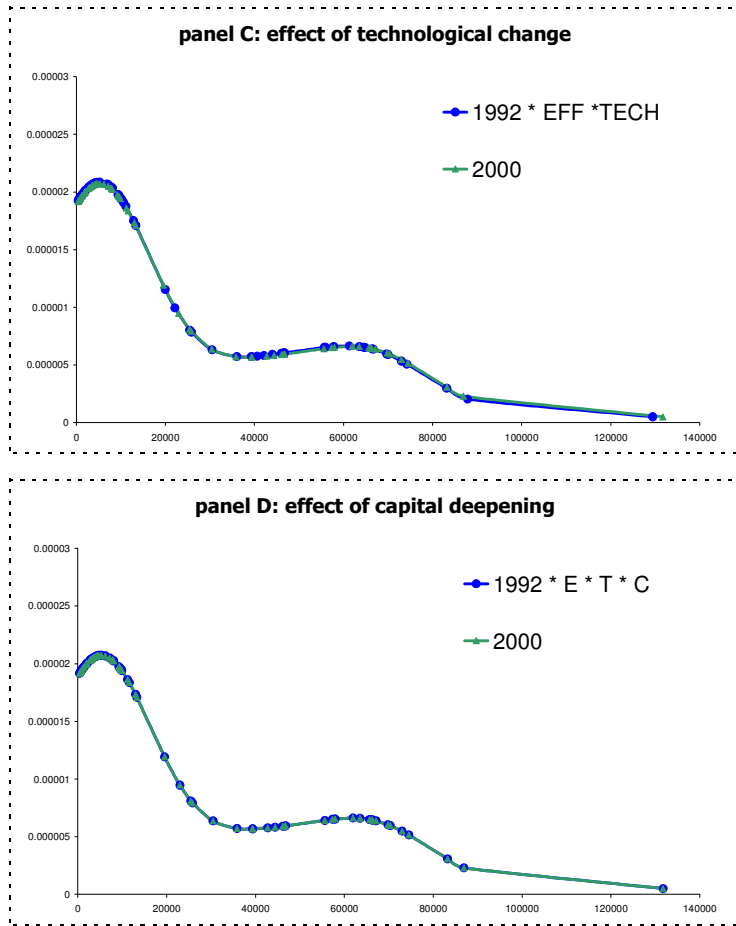 panel C: effect of technological change
0.00003
0.000025
0.00002
0.000015
0.00001
0.000005
0
0 20000 40000 60000 80000 100000 120000 140000
1992 * EFF *TECH
2000
panel D: effect of capital deepening
0.00003
0.000025
0.00002
0.000015
0.00001
0.000005
0
0 20000 40000 60000 80000 100000 120000 140000
1992 * E * T * C
2000